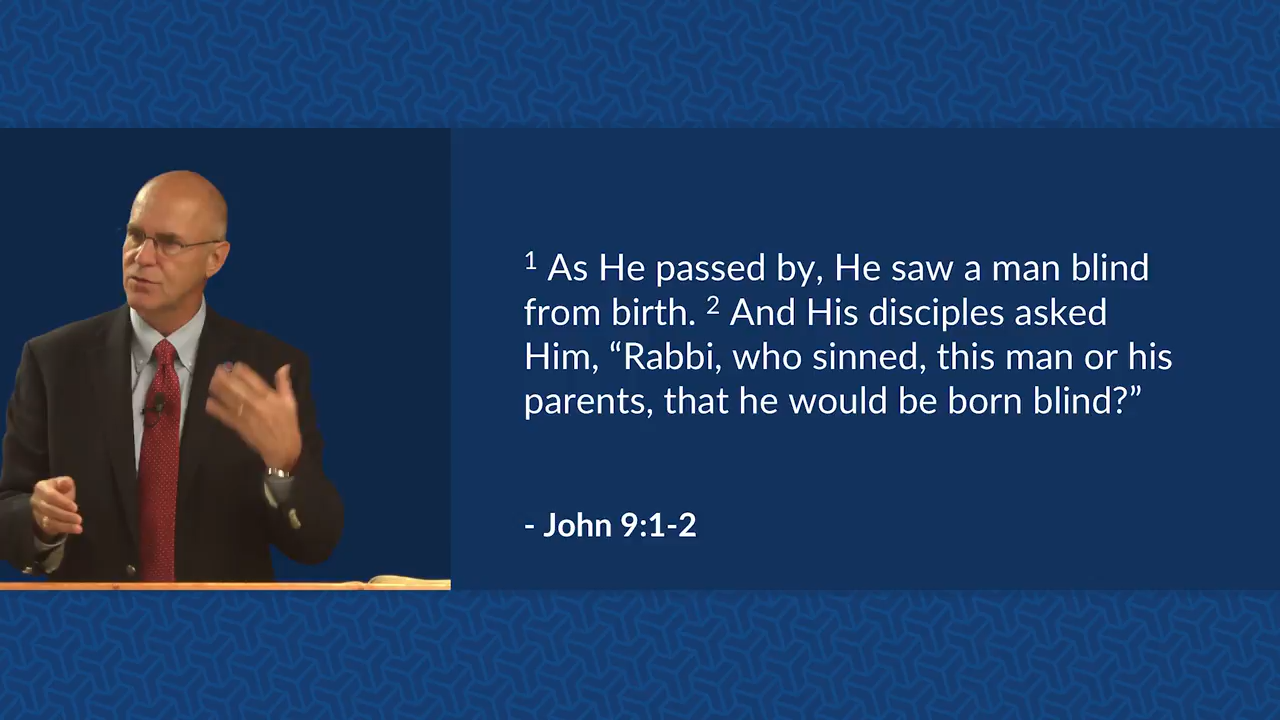 ¹ As He passed by, He saw a man blind
from birth. ² And His disciples asked
Him, “Rabbi, who sinned, this man or his
parents, that he would be born blind?”
- John 9:1-2